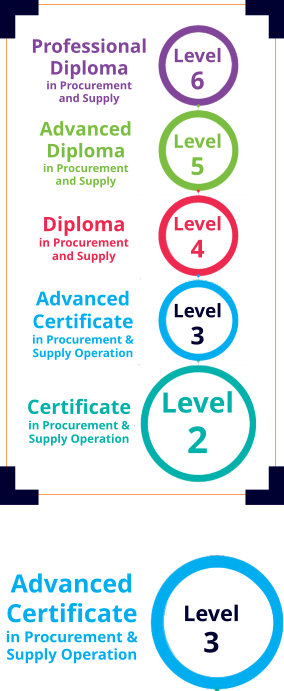 Professional
Diploma
in Procurement
and Supply
Level
6
Advanced
Diploma
in Procurement
and Supply
Level
5
Diploma
in Procurement
and Supply
Level
4
Advanced
Certificate
in Procurement &
Supply Operation
Level
3
Certificate
in Procurement &
Supply Operation
Level
2
Advanced
Certificate
in Procurement &
Supply Operation
Level
3